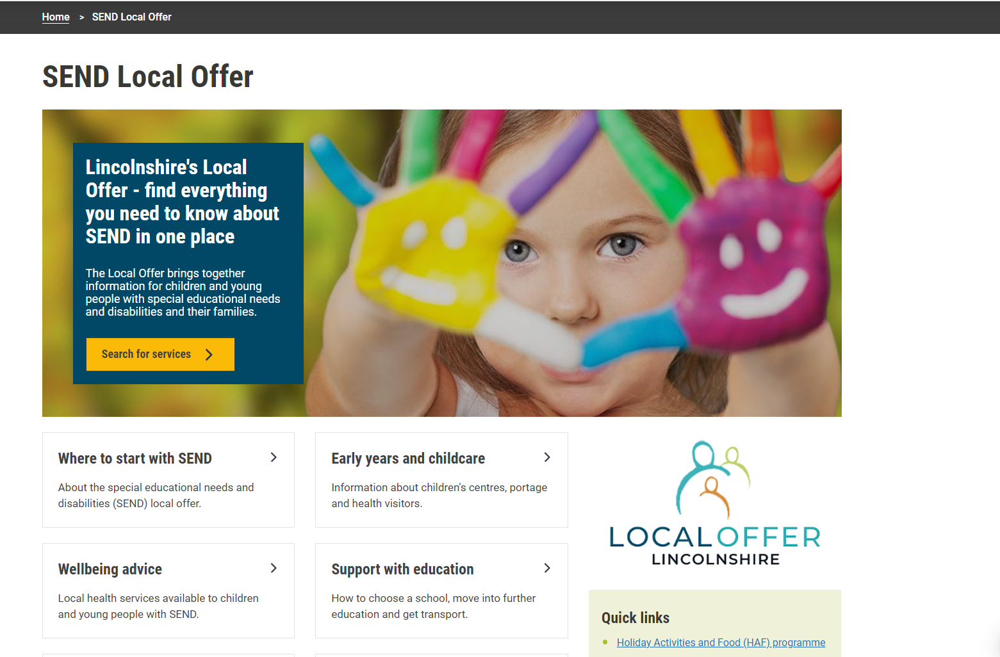 Home > SEND Local Offer
SEND Local Offer
Lincolnshire's Local
Offer - find everything
you need to know about
SEND in one place
The Local Offer brings together
information for children and young
people with special educational needs
and disabilities and their families.
Search for services
Where to start with SEND
About the special educational needs and
disabilities (SEND) local offer.
Early years and childcare
Information about children's centres, portage
and health visitors.
Wellbeing advice
Local health services available to children
and young people with SEND.
Support with education
How to choose a school, move into further
education and get transport.
LOCALOFFER
LINCOLNSHIRE
Quick links
Holiday Activities and Food (HAF) programme